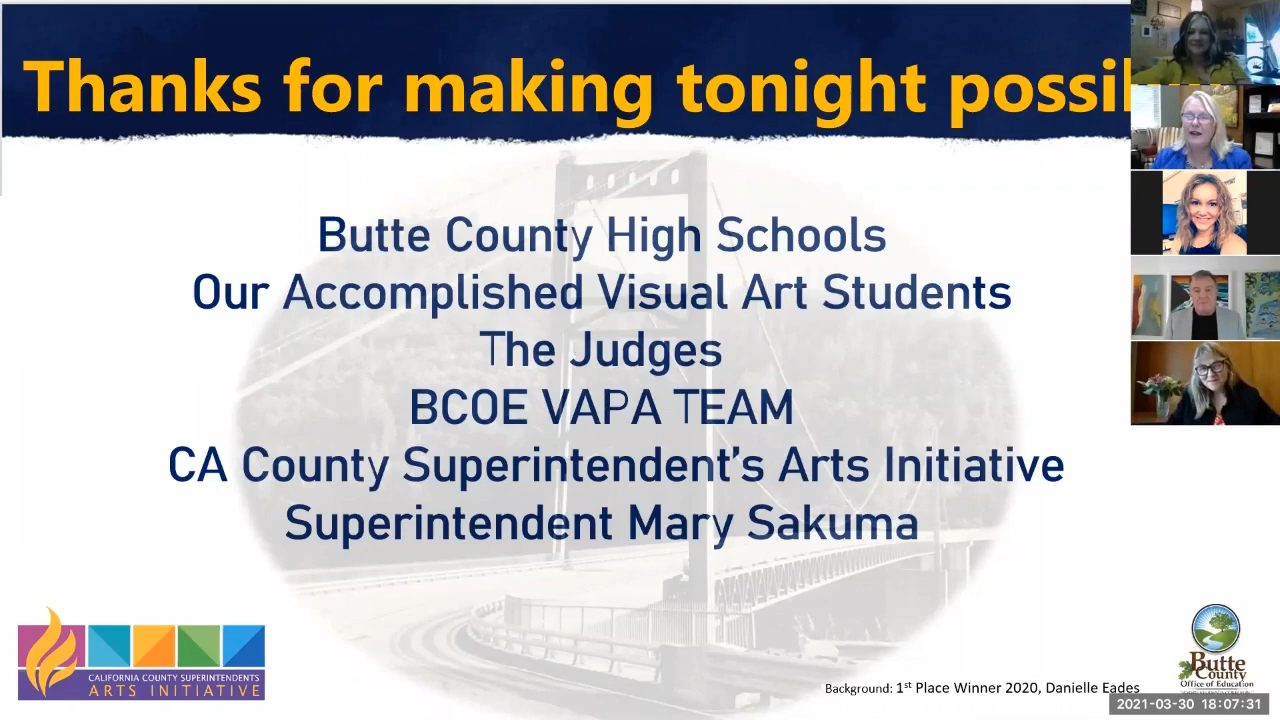 Thanks for making tonight possi
Butte County High Schools
Our Accomplished Visual Art Students
The Judges
BCOE VAPA TEAM
CA County Superintendent's Arts Initiative
Superintendent Mary Sakuma
CALIFORNIA COUNTY SUPERINTENDENTS
ARTS INITIATIVE
Butte
County
Office of Education
Background: 1st Place Winner 2020, Danielle Eades
2021-03-30 18:07:31